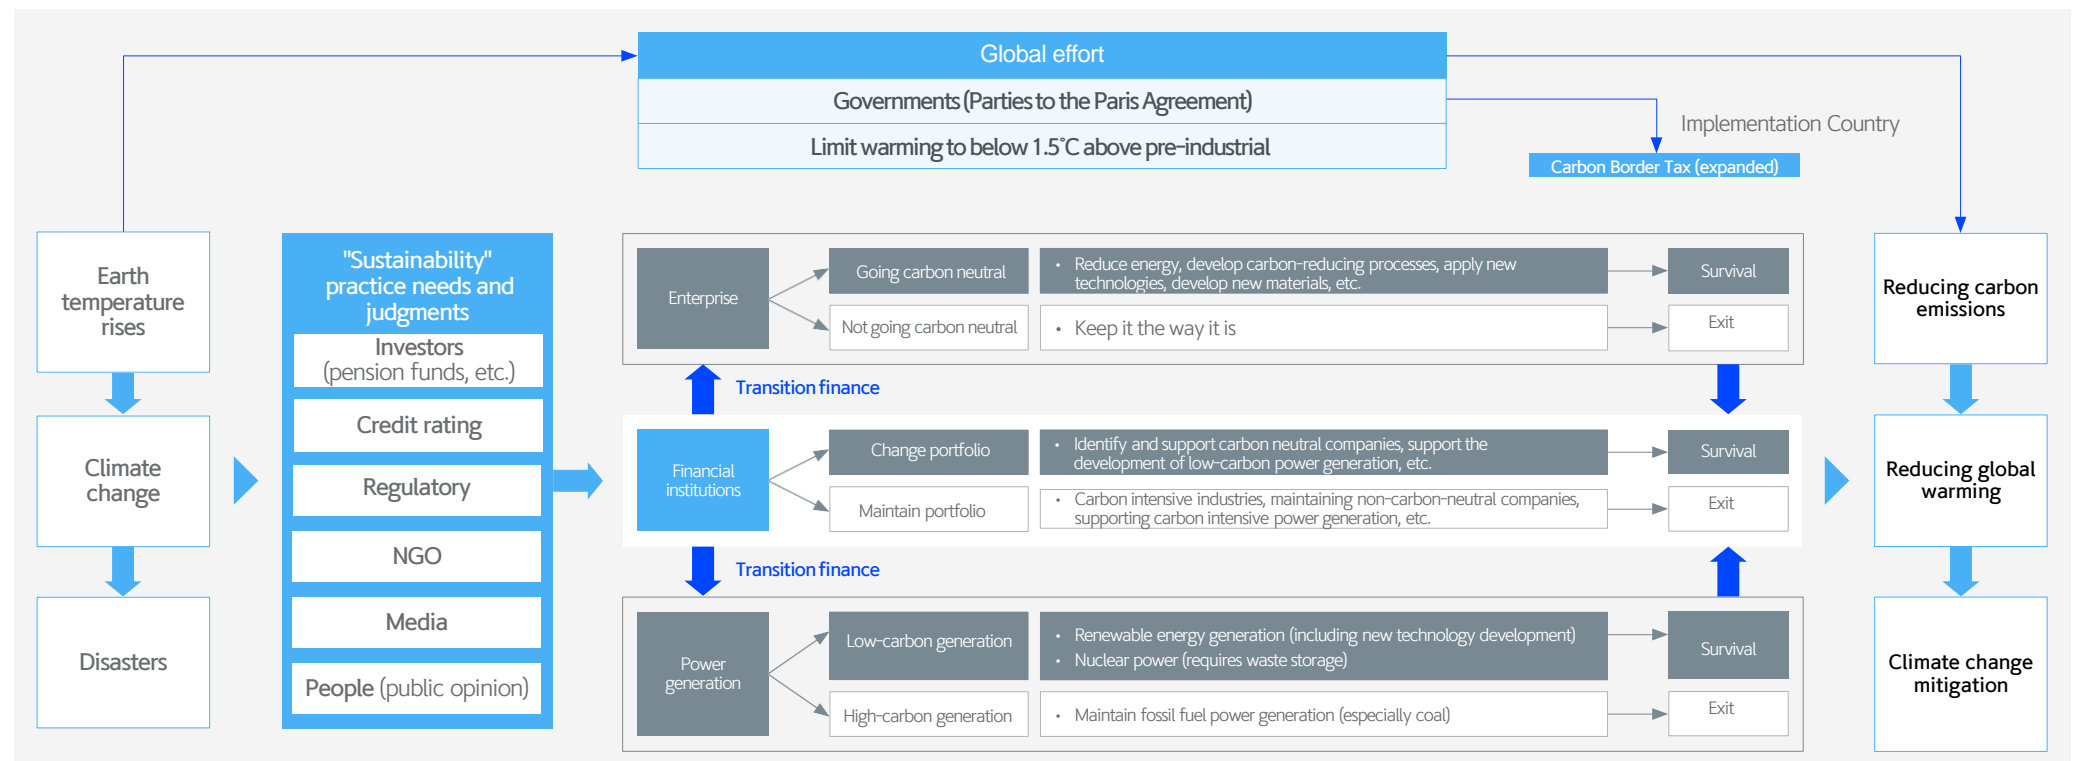 Global effort
Governments (Parties to the Paris Agreement)
Limit warming to below 1.5°C above pre-industrial
Implementation Country
Carbon Border Tax (expanded)
Earth
temperature
rises
Climate
change
Disasters
"Sustainability"
practice needs and
judgments
Investors
(pension funds, etc.)
Credit rating
Regulatory
NGO
Media
People (public opinion)
Enterprise
Going carbon neutral
• Reduce energy, develop carbon-reducing processes, apply new
technologies, develop new materials, etc.
Survival
Not going carbon neutral
• Keep it the way it is
Exit
Transition finance
Financial
institutions
Change portfolio
• Identify and support carbon neutral companies, support the
development of low-carbon power generation, etc.
Survival
Maintain portfolio
• Carbon intensive industries, maintaining non-carbon-neutral companies,
supporting carbon intensive power generation, etc.
Exit
Transition finance
Power
generation
Low-carbon generation
• Renewable energy generation (including new technology development)
• Nuclear power (requires waste storage)
Survival
High-carbon generation
• Maintain fossil fuel power generation (especially coal)
Exit
Reducing carbon
emissions
Reducing global
warming
Climate change
mitigation